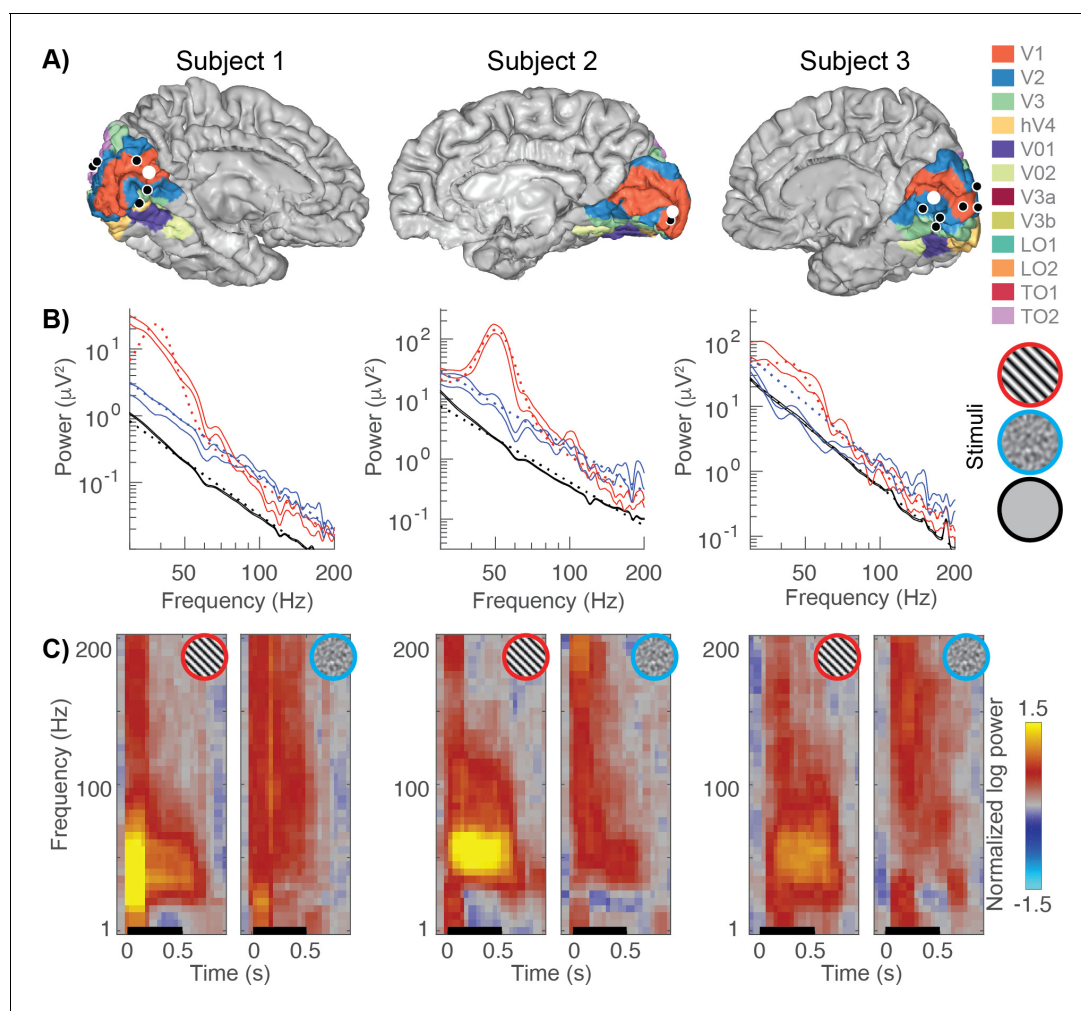 A)
Subject 1
Subject 2
Subject 3
V1
V2
V3
hV4
V01
V02
V3a
V3b
LO1
LO2
TO1
TO2
Stimuli
B)
Power (µV²)
10¹
10⁰
10⁻¹
50
100
200
Frequency (Hz)
Power (µV²)
10²
10¹
10⁰
10⁻¹
50
100
200
Frequency (Hz)
Power (µV²)
10²
10¹
10⁰
10⁻¹
50
100
200
Frequency (Hz)
C)
Frequency (Hz)
200
100
1
0
0.5
0
0.5
Time (s)
Time (s)
200
100
1
0
0.5
0
0.5
Time (s)
Time (s)
200
100
1
0
0.5
0
0.5
Time (s)
Time (s)
Normalized log power
1.5
-1.5